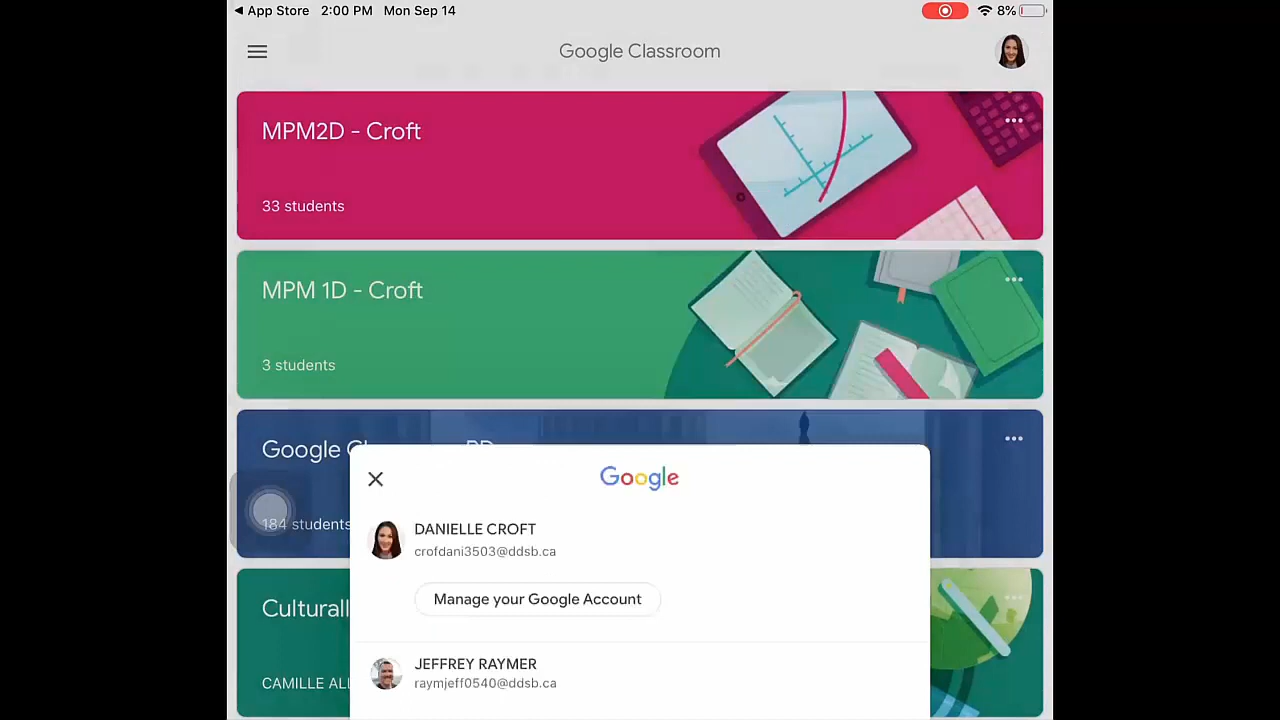 App Store 2:00 PM Mon Sep 14 8%
Google Classroom
MPM2D - Croft
33 students
MPM 1D - Croft
3 students
Google
184 students
Culturall
CAMILLE
Google
DANIELLE CROFT
crofdani3503@ddsb.ca
Manage your Google Account
JEFFREY RAYMER
raymjeff0540@ddsb.ca